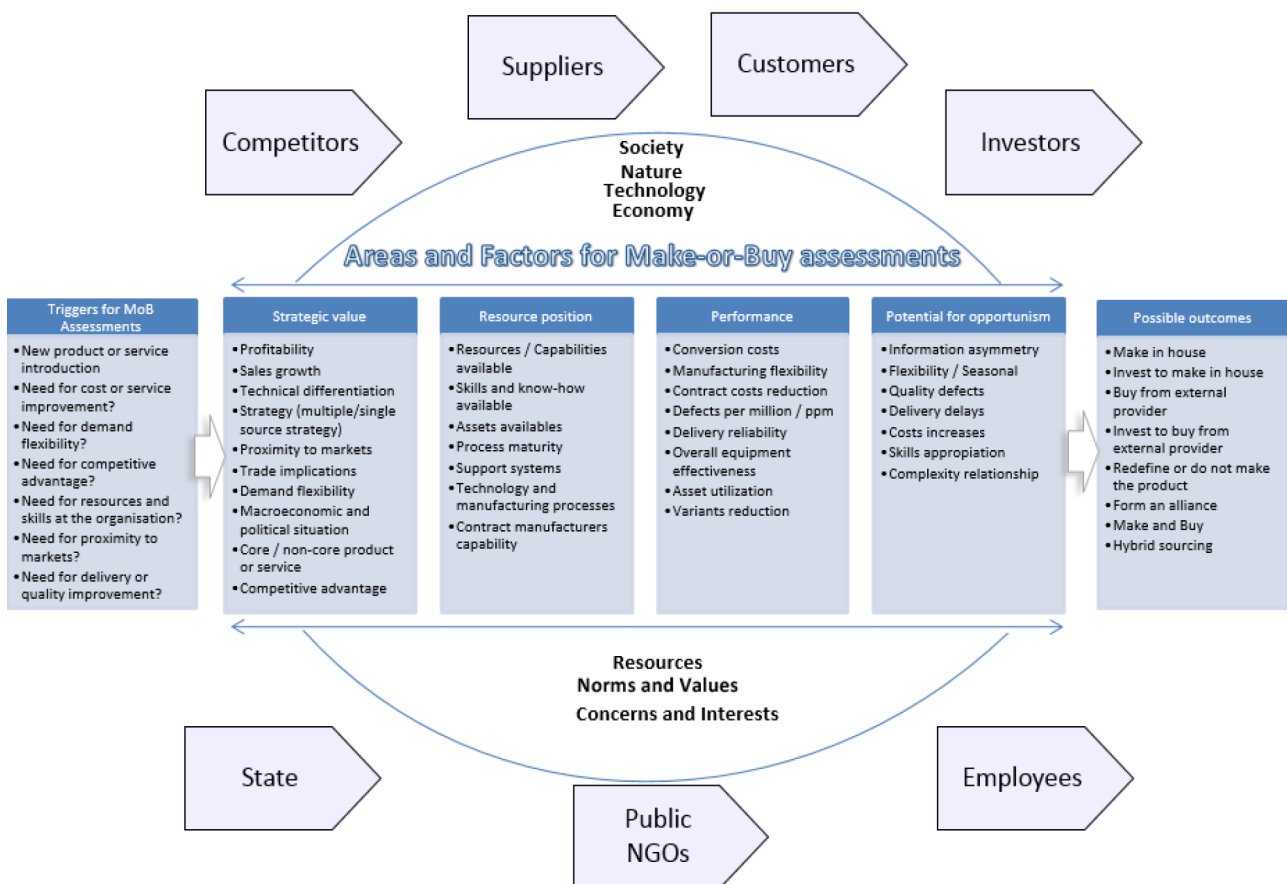 Suppliers
Customers
Competitors
Investors
Society
Nature
Technology
Economy
Areas and Factors for Make-or-Buy assessments
Triggers for MoB
Assessments
• New product or service
introduction
• Need for cost or service
improvement?
• Need for demand
flexibility?
• Need for competitive
advantage?
• Need for resources and
skills at the organisation?
• Need for proximity to
markets?
• Need for delivery or
quality improvement?
Strategic value
• Profitability
• Sales growth
• Technical differentiation
• Strategy (multiple/single
source strategy)
• Proximity to markets
• Trade implications
• Demand flexibility
• Macroeconomic and
political situation
• Core / non-core product
or service
• Competitive advantage
Resource position
• Resources / Capabilities
available
• Skills and know-how
available
• Assets availables
• Process maturity
• Support systems
• Technology and
manufacturing processes
• Contract manufacturers
capability
Performance
• Conversion costs
• Manufacturing flexibility
• Contract costs reduction
• Defects per million / ppm
• Delivery reliability
• Overall equipment
effectiveness
• Asset utilization
• Variants reduction
Potential for opportunism
• Information asymmetry
• Flexibility / Seasonal
• Quality defects
• Delivery delays
• Costs increases
• Skills appropiation
• Complexity relationship
Possible outcomes
• Make in house
• Invest to make in house
• Buy from external
provider
• Invest to buy from
external provider
• Redefine or do not make
the product
• Form an alliance
• Make and Buy
• Hybrid sourcing
Resources
Norms and Values
Concerns and Interests
State
Public
NGOs
Employees